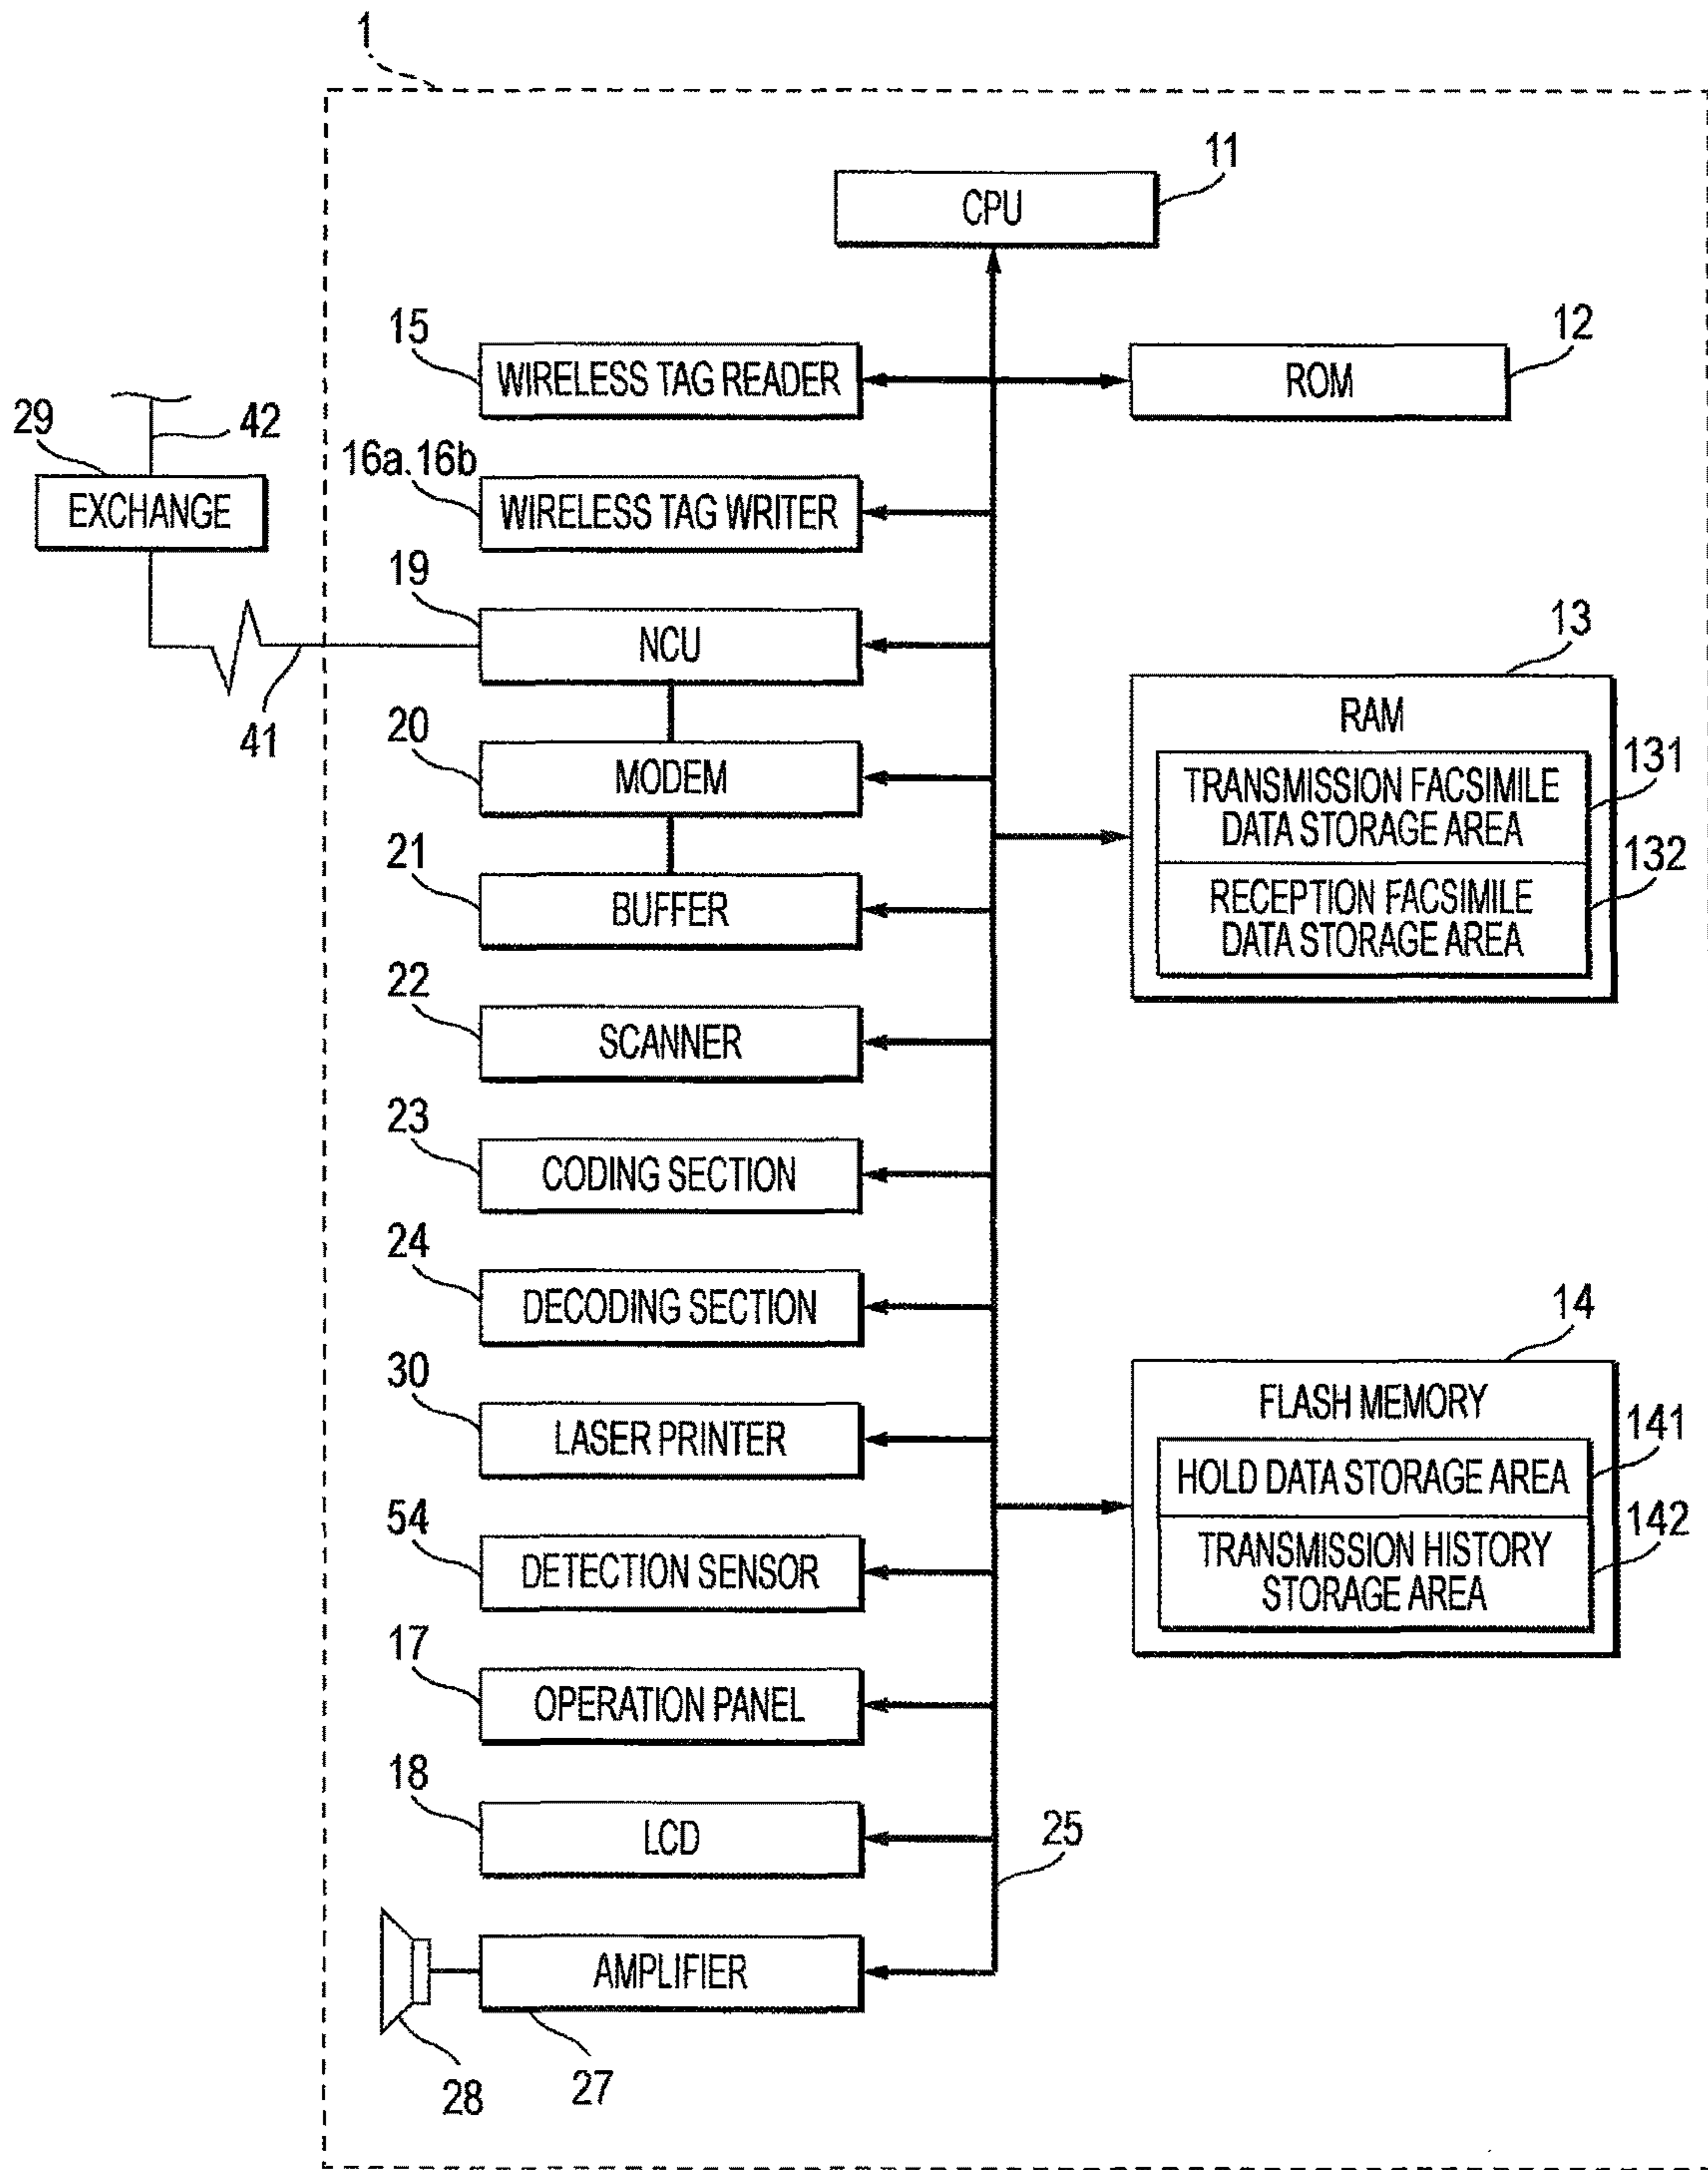 1
11
CPU
15
WIRELESS TAG READER
12
ROM
29
42
EXCHANGE
16a.16b
WIRELESS TAG WRITER
19
NCU
41
13
RAM
131
TRANSMISSION FACSIMILE
DATA STORAGE AREA
132
RECEPTION FACSIMILE
DATA STORAGE AREA
20
MODEM
21
BUFFER
22
SCANNER
23
CODING SECTION
24
DECODING SECTION
14
FLASH MEMORY
141
HOLD DATA STORAGE AREA
142
TRANSMISSION HISTORY
STORAGE AREA
30
LASER PRINTER
54
DETECTION SENSOR
17
OPERATION PANEL
18
LCD
25
AMPLIFIER
28
27